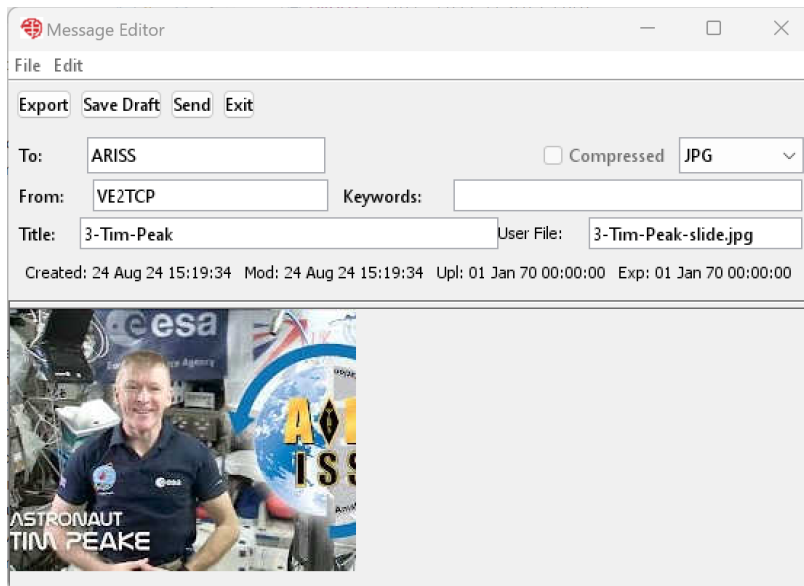 Message Editor
File Edit
Export Save Draft Send Exit
To: ARISS Compressed JPG
From: VE2TCP Keywords:
Title: 3-Tim-Peak User File: 3-Tim-Peak-slide.jpg
Created: 24 Aug 24 15:19:34 Mod: 24 Aug 24 15:19:34 Upl: 01 Jan 70 00:00:00 Exp: 01 Jan 70 00:00:00
esa
Agency
ISS
esa
ASTRONAUT
TIM PEAKE